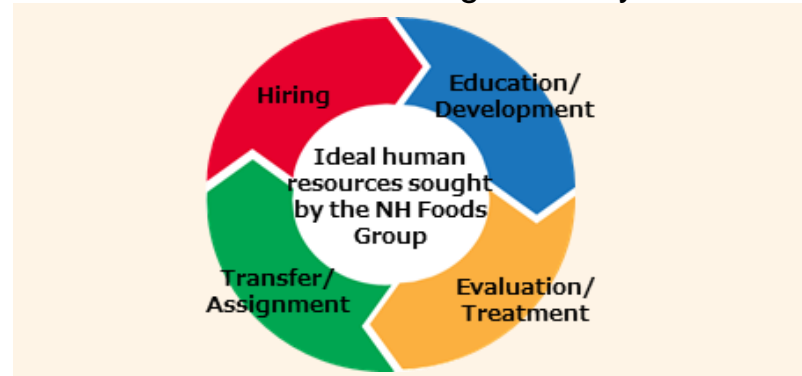 Hiring
Education/
Development
Ideal human
resources sought
by the NH Foods
Group
Transfer/
Assignment
Evaluation/
Treatment